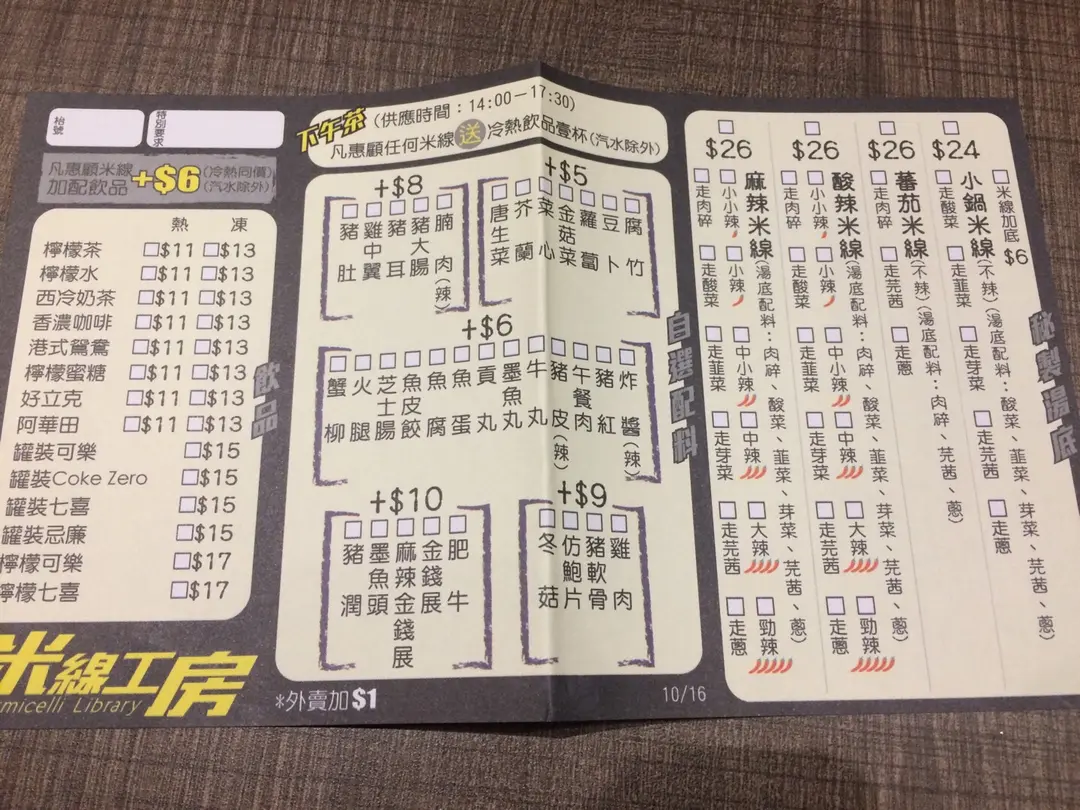 枱號
特別要求
凡惠顧米線
加配飲品 +$6 (冷熱同價)
(汽水除外)
熱 凍
檸檬茶 $11 $13
檸檬水 $11 $13
西冷奶茶 $11 $13
香濃咖啡 $11 $13
港式鴛鴦 $11 $13
檸檬蜜糖 $11 $13
好立克 $11 $13
阿華田 $11 $13
罐裝可樂 $15
罐裝Coke Zero $15
罐裝七喜 $15
罐裝忌廉 $15
檸檬可樂 $17
檸檬七喜 $17
飲品
米線工房
micelli Library
下午茶 (供應時間：14:00-17:30)
凡惠顧任何米線送冷熱飲品壹杯(汽水除外)
+$8
豬肚
雞中翼
豬耳
豬大腸
腩肉(辣)
+$5
唐生菜
芥蘭
菜心
金菇菜
蘿蔔
豆卜
腐竹
+$6
蟹柳
火腿
芝士腸
魚皮餃
魚腐
魚蛋
貢丸
墨魚丸
牛丸
豬皮(辣)
午餐肉
豬紅
炸醬(辣)
+$10
豬潤
墨魚頭
麻辣金錢展
金錢展
肥牛
+$9
冬菇
仿鮑片
豬軟骨
雞肉
自選配料
*外賣加$1
10/16
$26
麻辣米線(湯底配料：肉碎、酸菜、韮菜、芽菜、芫茜、蔥)
小小辣
小辣
中小辣
中辣
大辣
勁辣
走肉碎
走酸菜
走韮菜
走芽菜
走芫茜
走蔥
$26
酸辣米線(湯底配料：肉碎、酸菜、韮菜、芽菜、芫茜、蔥)
小小辣
小辣
中小辣
中辣
大辣
勁辣
走肉碎
走酸菜
走韮菜
走芽菜
走芫茜
走蔥
$26
蕃茄米線(不辣)(湯底配料：肉碎、芫茜、蔥)
走肉碎
走芫茜
走蔥
$24
小鍋米線(不辣)(湯底配料：酸菜、韮菜、芽菜、芫茜、蔥)
走酸菜
走韮菜
走芽菜
走芫茜
走蔥
米線加底 $6
秘製湯底